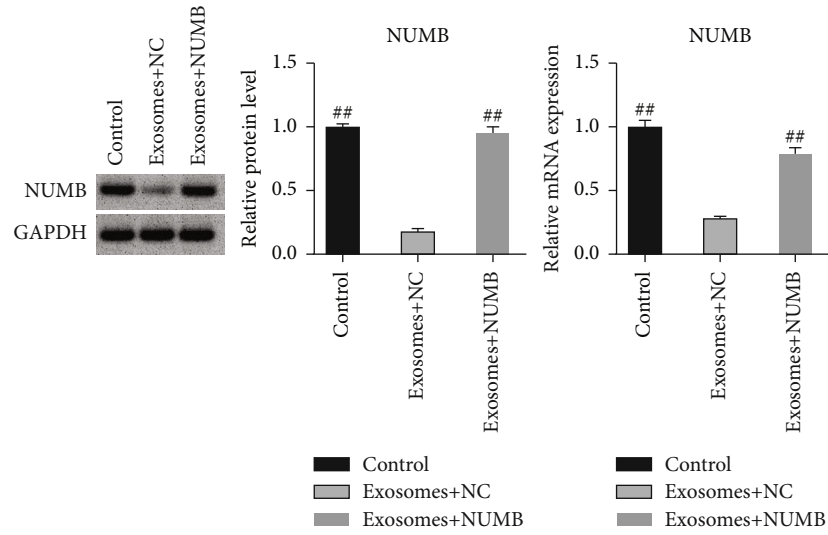 Control
Exosomes+NC
Exosomes+NUMB
NUMB
GAPDH
NUMB
Relative protein level
1.5
1.0
0.5
0.0
##
##
Control
Exosomes+NC
Exosomes+NUMB
Control
Exosomes+NC
Exosomes+NUMB
NUMB
Relative mRNA expression
1.5
1.0
0.5
0.0
##
##
Control
Exosomes+NC
Exosomes+NUMB
Control
Exosomes+NC
Exosomes+NUMB